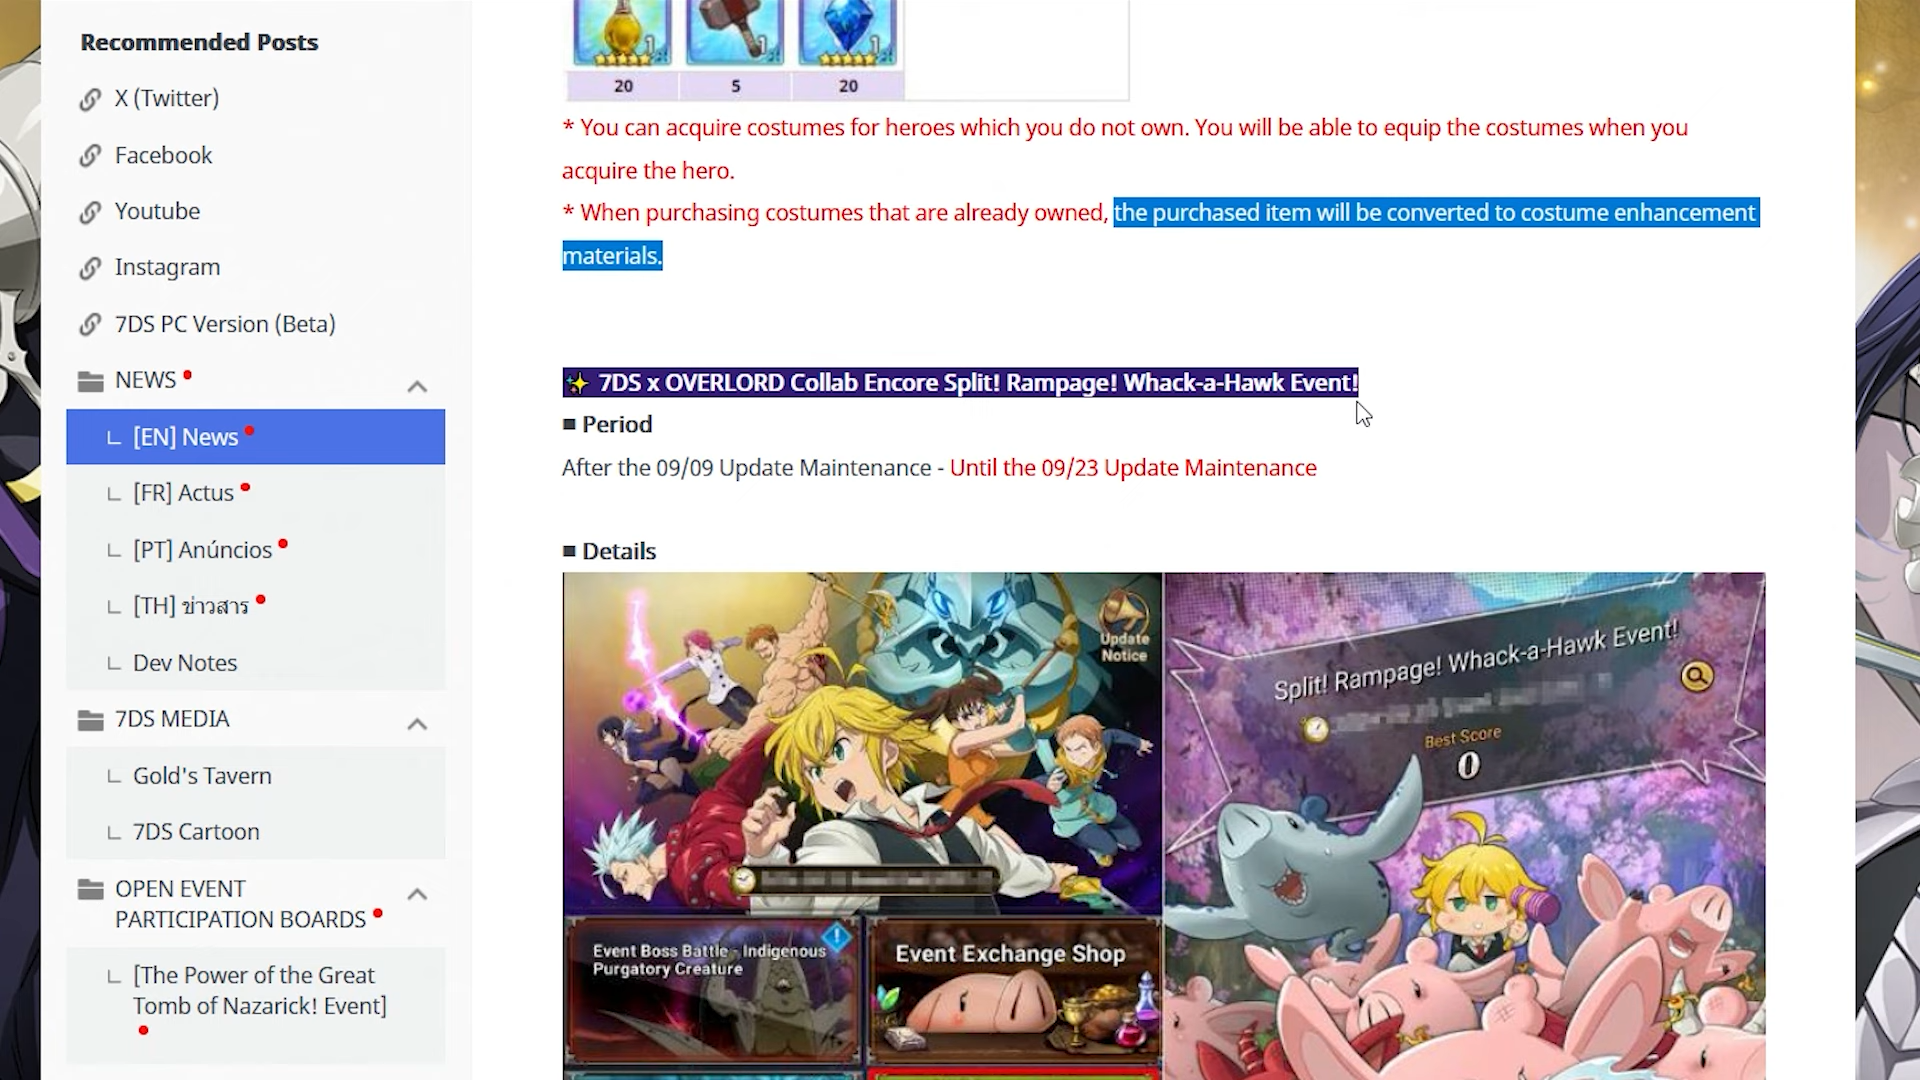 Recommended Posts
X (Twitter)
Facebook
Youtube
Instagram
7DS PC Version (Beta)
NEWS
[EN] News
[FR] Actus
[PT] Anúncios
[TH] ข่าวสาร
Dev Notes
7DS MEDIA
Gold's Tavern
7DS Cartoon
OPEN EVENT
PARTICIPATION BOARDS
[The Power of the Great
Tomb of Nazarick! Event]
1 1 1
20 5 20
* You can acquire costumes for heroes which you do not own. You will be able to equip the costumes when you
acquire the hero.
* When purchasing costumes that are already owned, the purchased item will be converted to costume enhancement
materials.
✨ 7DS x OVERLORD Collab Encore Split! Rampage! Whack-a-Hawk Event!
■ Period
After the 09/09 Update Maintenance - Until the 09/23 Update Maintenance
■ Details
Update
Notice
Event Boss Battle - Indigenous
Purgatory Creature
Event Exchange Shop
Split! Rampage! Whack-a-Hawk Event!
Best Score
0